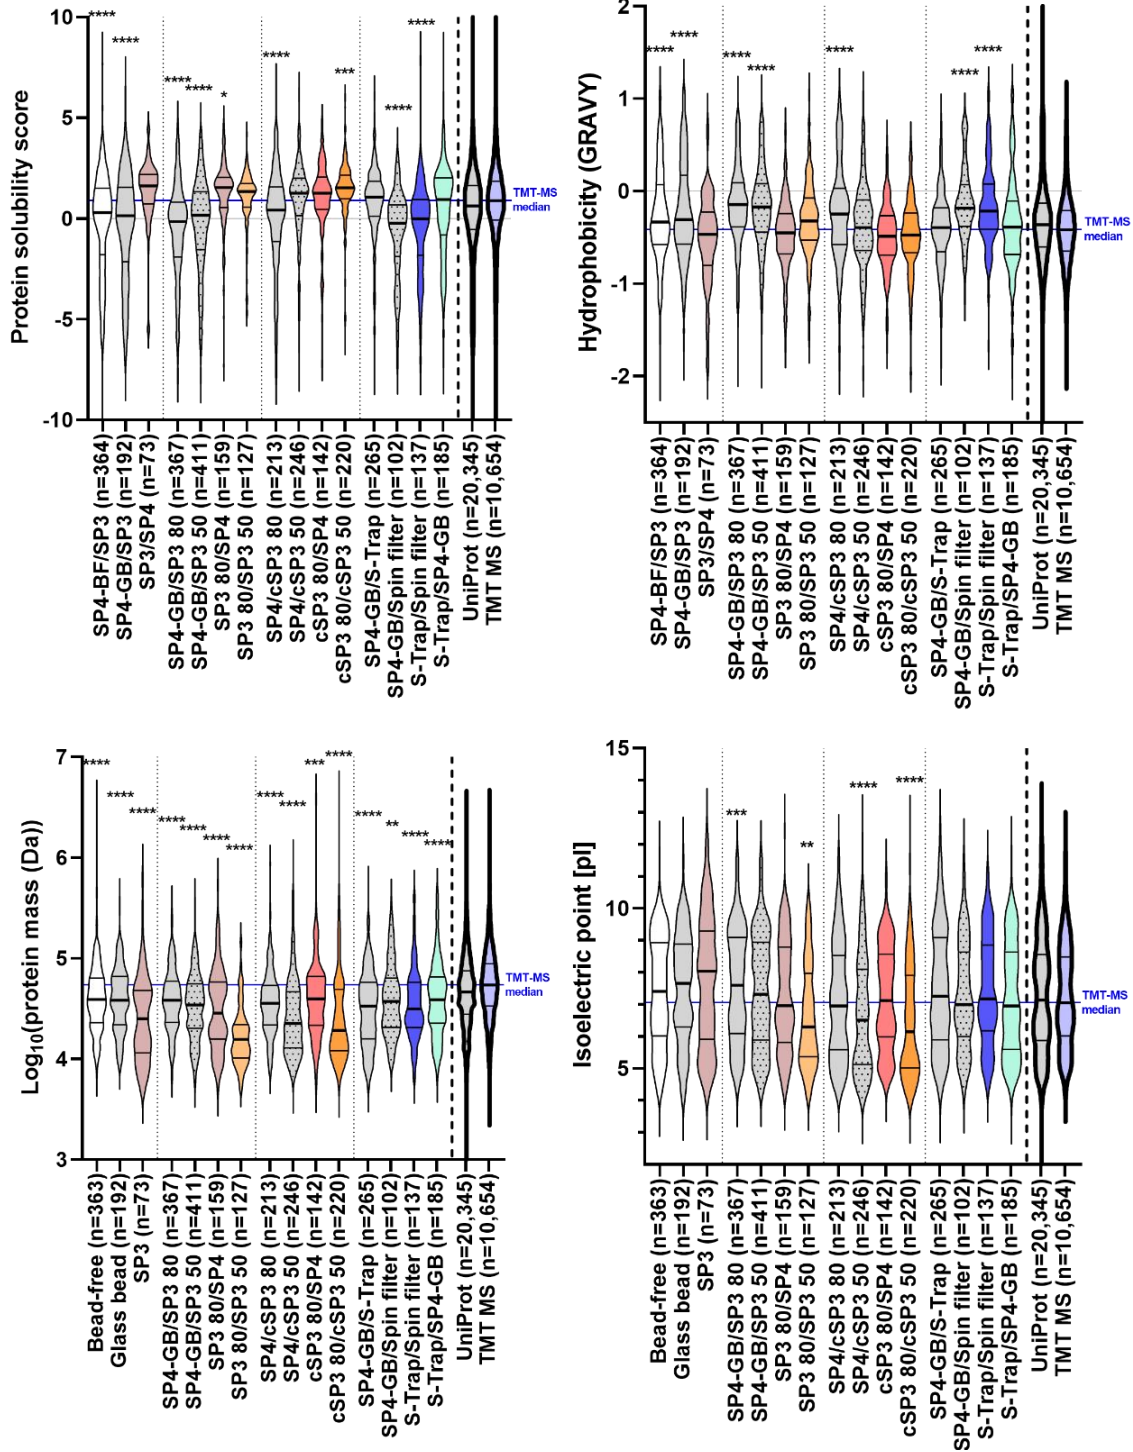 Protein solubility score
10
5
0
-5
-10
****
****
****
****
*
****
***
****
****
TMT-MS
median
SP4-BF/SP3 (n=364)
SP4-GB/SP3 (n=192)
SP3/SP4 (n=73)
SP4-GB/SP3 80 (n=367)
SP4-GB/SP3 50 (n=411)
SP3 80/SP4 (n=159)
SP3 80/SP3 50 (n=127)
SP4/cSP3 80 (n=213)
SP4/cSP3 50 (n=246)
cSP3 80/SP4 (n=142)
cSP3 80/cSP3 50 (n=220)
SP4-GB/S-Trap (n=265)
SP4-GB/Spin filter (n=102)
S-Trap/Spin filter (n=137)
S-Trap/SP4-GB (n=185)
UniProt (n=20,345)
TMT MS (n=10,654)
Hydrophobicity (GRAVY)
2
1
0
-1
-2
****
****
****
****
****
****
****
TMT-MS
median
SP4-BF/SP3 (n=364)
SP4-GB/SP3 (n=192)
SP3/SP4 (n=73)
SP4-GB/SP3 80 (n=367)
SP4-GB/SP3 50 (n=411)
SP3 80/SP4 (n=159)
SP3 80/SP3 50 (n=127)
SP4/cSP3 80 (n=213)
SP4/cSP3 50 (n=246)
cSP3 80/SP4 (n=142)
cSP3 80/cSP3 50 (n=220)
SP4-GB/S-Trap (n=265)
SP4-GB/Spin filter (n=102)
S-Trap/Spin filter (n=137)
S-Trap/SP4-GB (n=185)
UniProt (n=20,345)
TMT MS (n=10,654)
Log10(protein mass (Da))
7
6
5
4
3
****
****
****
****
****
****
****
****
****
***
****
****
**
****
****
TMT-MS
median
Bead-free (n=363)
Glass bead (n=192)
SP3 (n=73)
SP4-GB/SP3 80 (n=367)
SP4-GB/SP3 50 (n=411)
SP3 80/SP4 (n=159)
SP3 80/SP3 50 (n=127)
SP4/cSP3 80 (n=213)
SP4/cSP3 50 (n=246)
cSP3 80/SP4 (n=142)
cSP3 80/cSP3 50 (n=220)
SP4-GB/S-Trap (n=265)
SP4-GB/Spin filter (n=102)
S-Trap/Spin filter (n=137)
S-Trap/SP4-GB (n=185)
UniProt (n=20,345)
TMT MS (n=10,654)
Isoelectric point [pI]
15
10
5
***
**
****
****
TMT-MS
median
Bead-free (n=363)
Glass bead (n=192)
SP3 (n=73)
SP4-GB/SP3 80 (n=367)
SP4-GB/SP3 50 (n=411)
SP3 80/SP4 (n=159)
SP3 80/SP3 50 (n=127)
SP4/cSP3 80 (n=213)
SP4/cSP3 50 (n=246)
cSP3 80/SP4 (n=142)
cSP3 80/cSP3 50 (n=220)
SP4-GB/S-Trap (n=265)
SP4-GB/Spin filter (n=102)
S-Trap/Spin filter (n=137)
S-Trap/SP4-GB (n=185)
UniProt (n=20,345)
TMT MS (n=10,654)